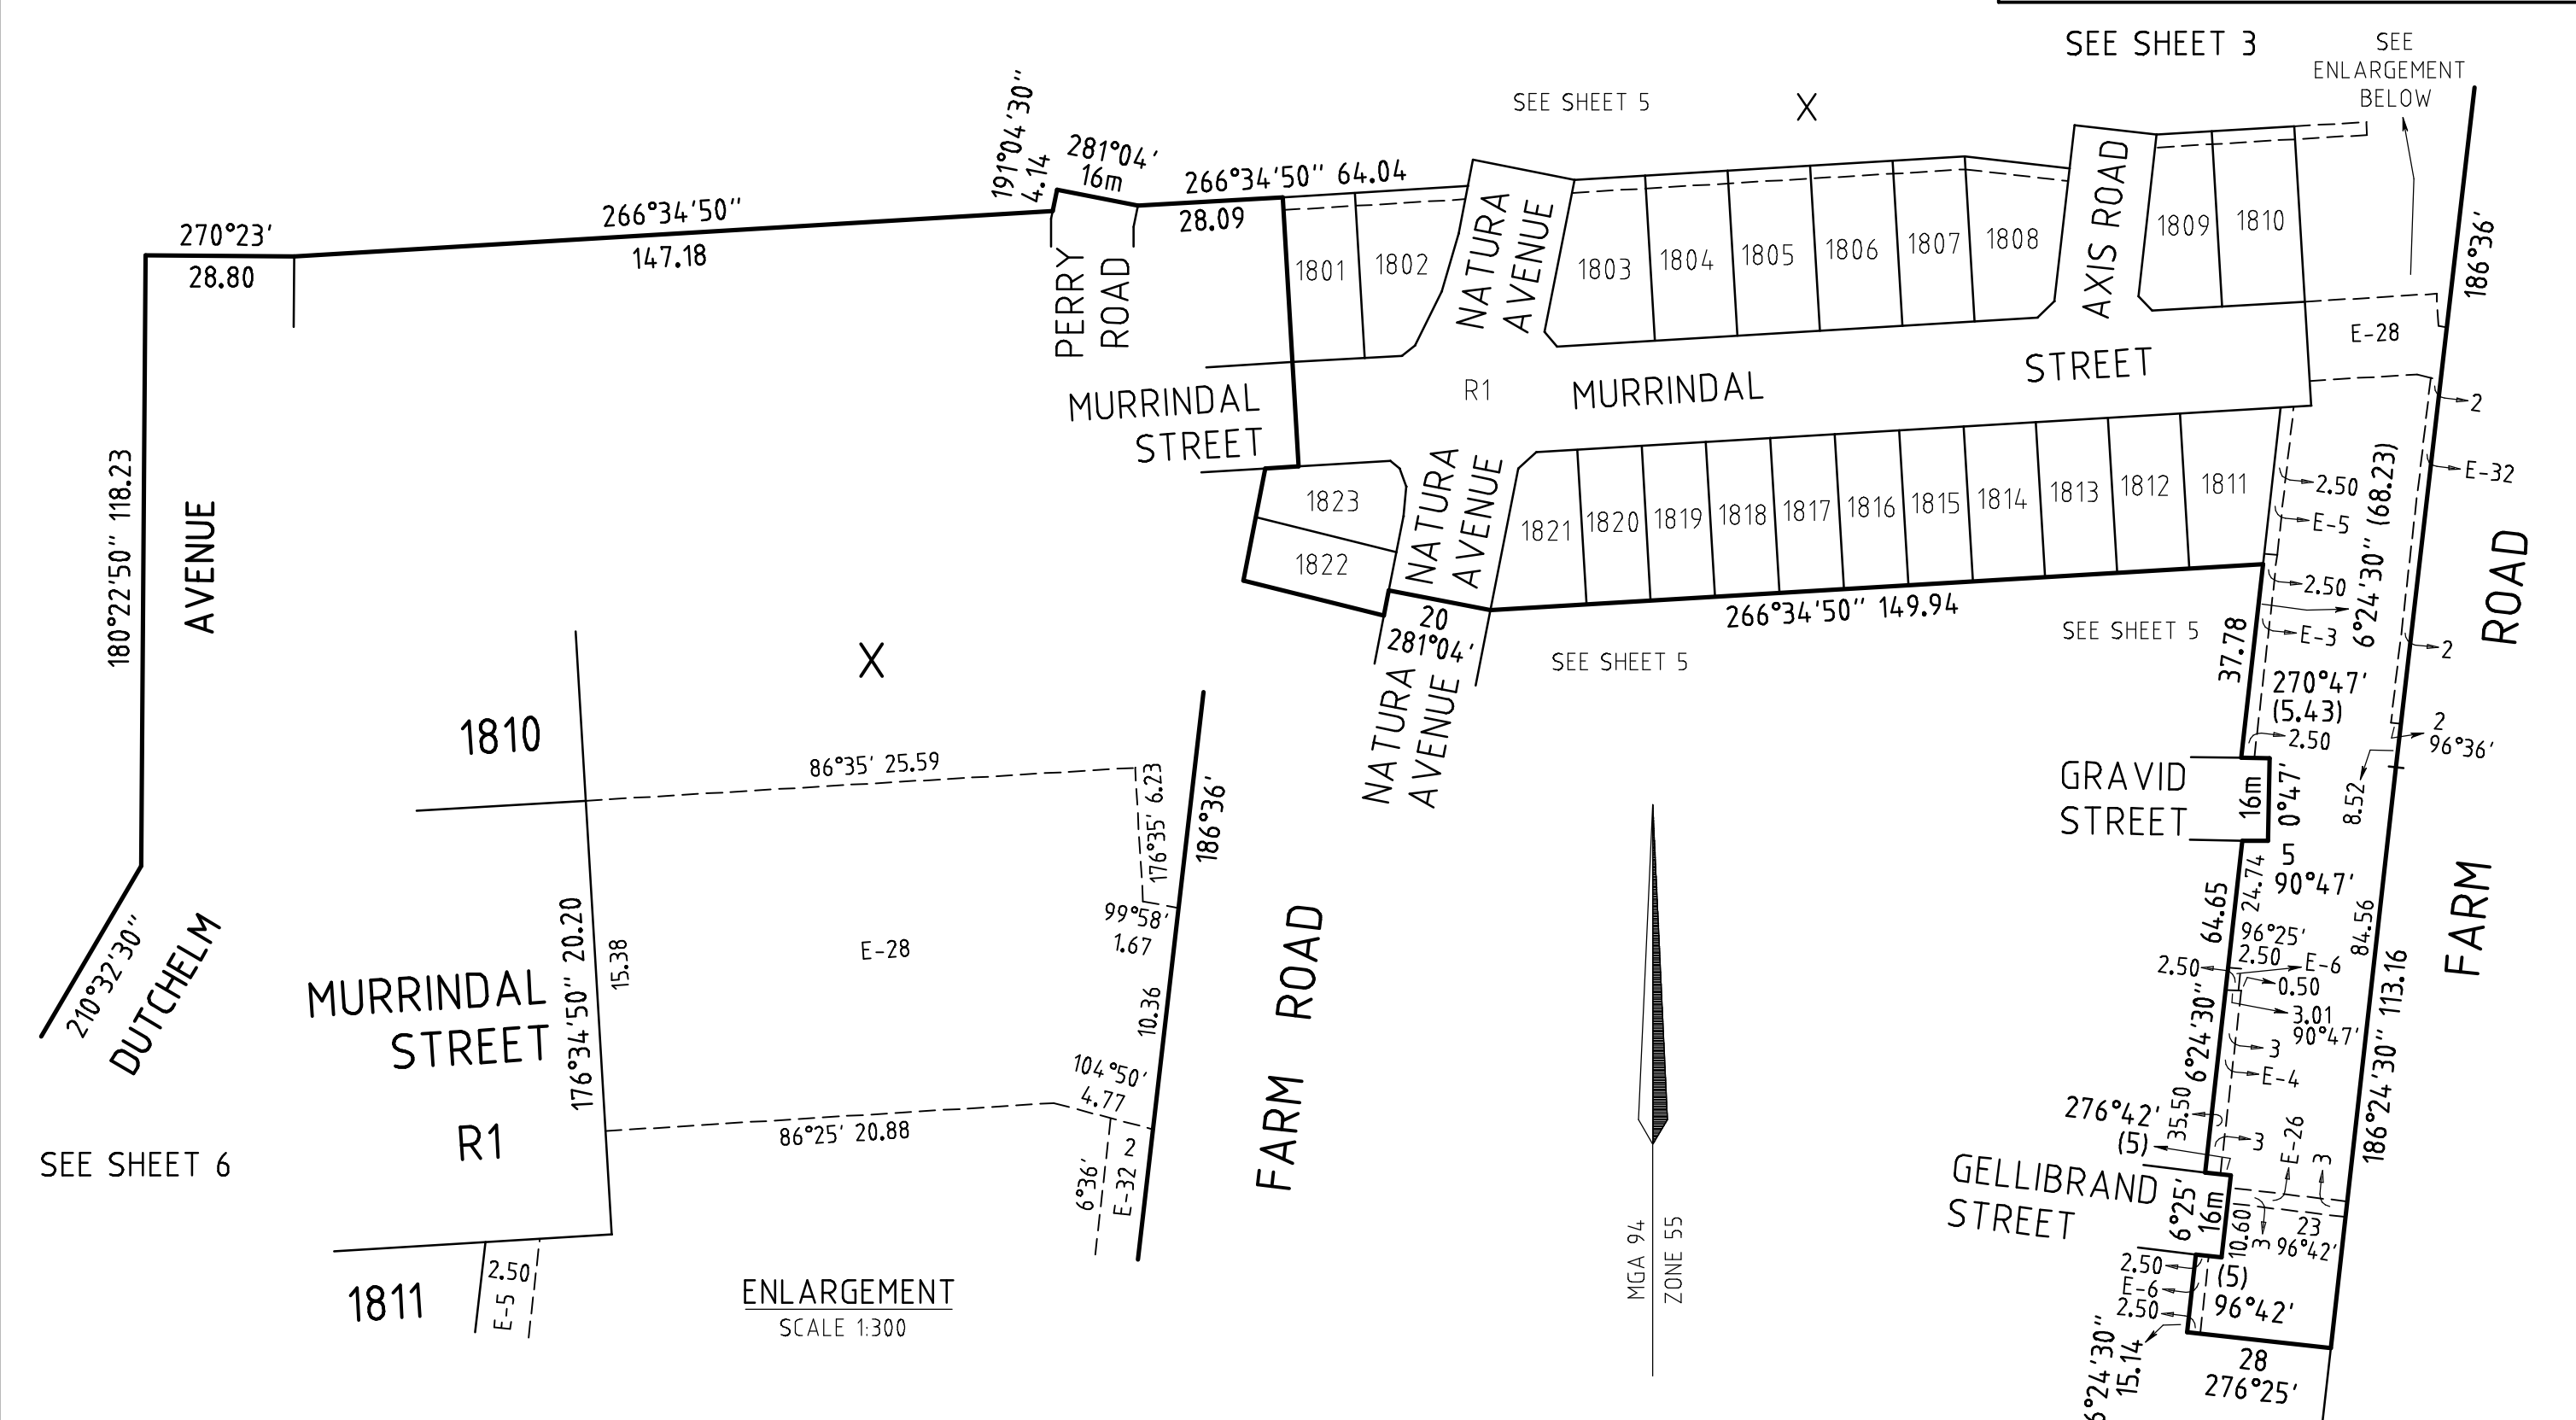 SEE SHEET 3
SEE
ENLARGEMENT
BELOW
SEE SHEET 5
X
191°04'30"
4.14
281°04'
16m
266°34'50" 64.04
28.09
266°34'50"
147.18
270°23'
28.80
180°22'50" 118.23
AVENUE
210°32'30"
DUTCHELM
SEE SHEET 6
PERRY
ROAD
MURRINDAL
STREET
1801
1802
NATURA
AVENUE
1803
1804
1805
1806
1807
1808
AXIS ROAD
1809
1810
186°36'
E-28
2
E-32
R1
MURRINDAL
STREET
1823
1822
NATURA
AVENUE
1821
1820
1819
1818
1817
1816
1815
1814
1813
1812
1811
2.50
E-5
6°24'30" (68.23)
2.50
E-3
2
ROAD
20
281°04'
266°34'50" 149.94
SEE SHEET 5
SEE SHEET 5
NATURA
AVENUE
37.78
270°47'
(5.43)
2.50
2
96°36'
GRAVID
STREET
16m
0°47'
8.52
5
90°47'
24.74
64.65
96°25'
2.50
E-6
2.50
0.50
3.01
90°47'
84.56
FARM
186°24'30" 113.16
6°24'30"
3
E-4
276°42'
(5)
35.50
3
E-26
3
GELLIBRAND
STREET
6°25'
16m
10.60
3
23
96°42'
2.50
E-6
2.50
(5)
96°42'
6°24'30"
15.14
28
276°25'
X
1810
86°35' 25.59
176°35' 6.23
186°36'
99°58'
1.67
176°34'50" 20.20
15.38
E-28
10.36
MURRINDAL
STREET
R1
104°50'
4.77
86°25' 20.88
6°36'
2
E-32
FARM ROAD
1811
2.50
E-5
ENLARGEMENT
SCALE 1:300
MGA 94
ZONE 55